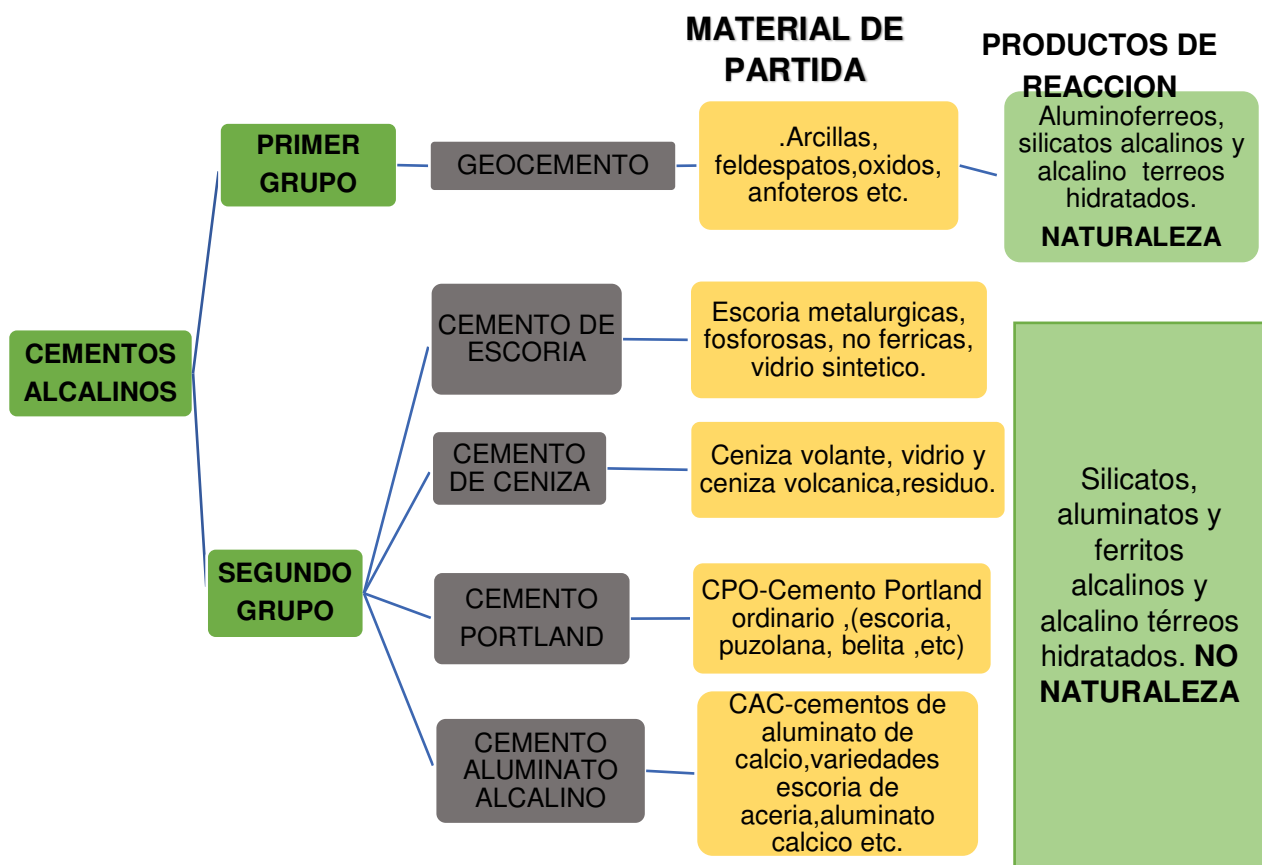 MATERIAL DE
PARTIDA
PRODUCTOS DE
REACCION
CEMENTOS
ALCALINOS
PRIMER
GRUPO
GEOCEMENTO
.Arcillas,
feldespatos,oxidos,
anfoteros etc.
Aluminoferreos,
silicatos alcalinos y
alcalino terreos
hidratados.
NATURALEZA
SEGUNDO
GRUPO
CEMENTO DE
ESCORIA
Escoria metalurgicas,
fosforosas, no ferricas,
vidrio sintetico.
CEMENTO
DE CENIZA
Ceniza volante, vidrio y
ceniza volcanica,residuo.
CEMENTO
PORTLAND
CPO-Cemento Portland
ordinario ,(escoria,
puzolana, belita ,etc)
CEMENTO
ALUMINATO
ALCALINO
CAC-cementos de
aluminato de
calcio,variedades
escoria de
aceria,aluminato
calcico etc.
Silicatos,
aluminatos y
ferritos
alcalinos y
alcalino térreos
hidratados. NO
NATURALEZA